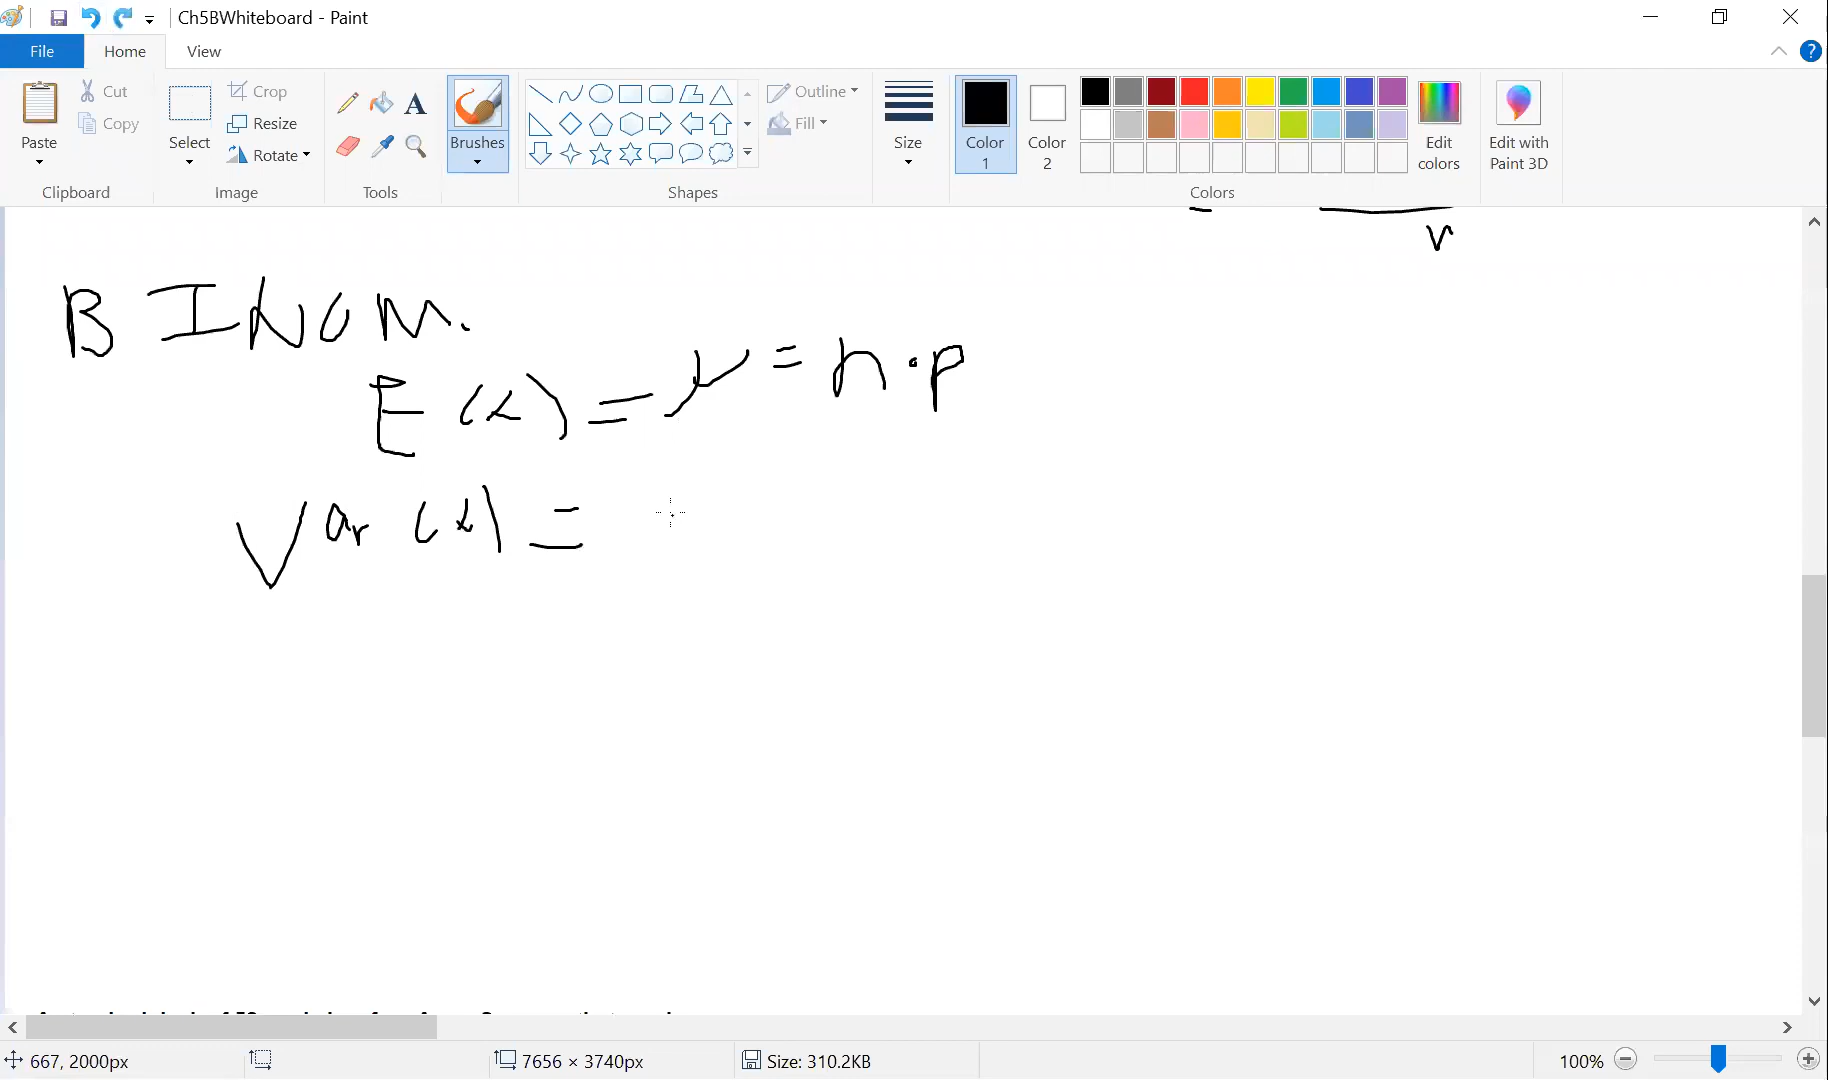 Ch5BWhiteboard - Paint
File Home View
Paste Cut Copy Clipboard
Select Crop Resize Rotate Image
Tools
Brushes
Shapes
Outline Fill
Size
Color 1
Color 2
Edit colors
Colors
Edit with Paint 3D
BINOM.
E(x) = μ = n · p
Var (x) =
667, 2000px
7656 × 3740px
Size: 310.2KB
100%